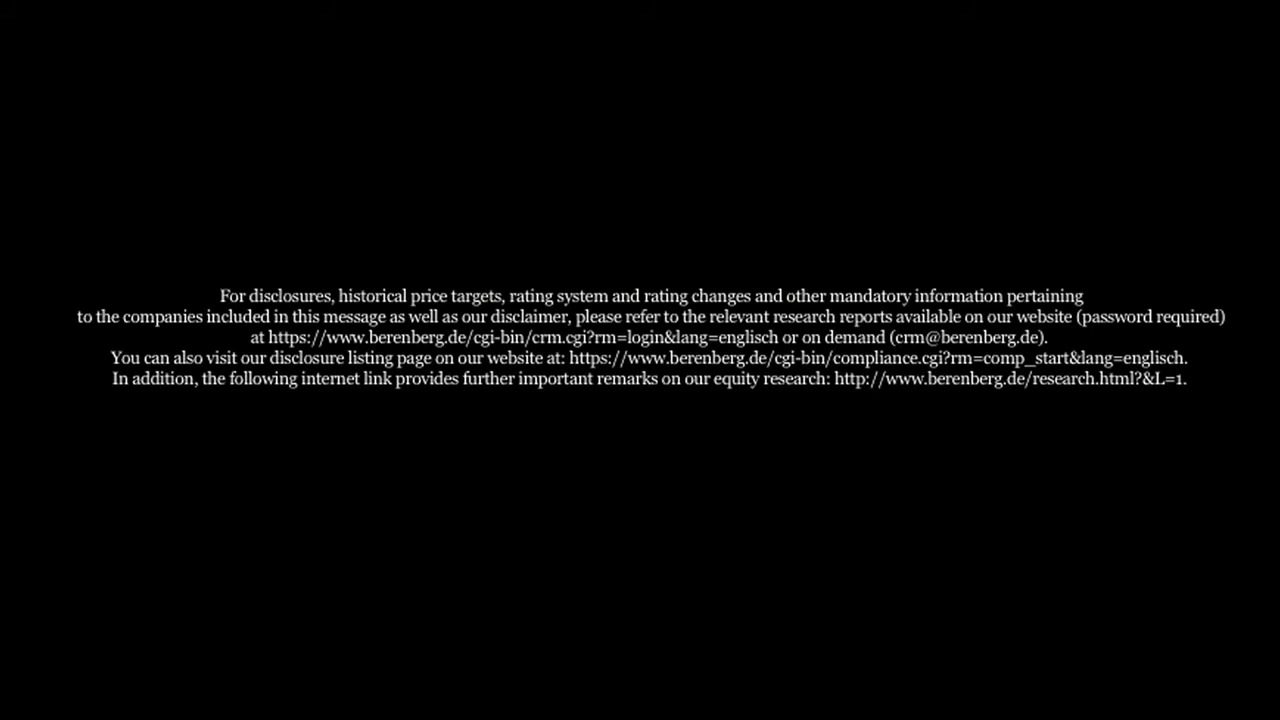 For disclosures, historical price targets, rating system and rating changes and other mandatory information pertaining
to the companies included in this message as well as our disclaimer, please refer to the relevant research reports available on our website (password required)
at https://www.berenberg.de/cgi-bin/crm.cgi?rm=login&lang=englisch or on demand (crm@berenberg.de).
You can also visit our disclosure listing page on our website at: https://www.berenberg.de/cgi-bin/compliance.cgi?rm=comp_start&lang=englisch.
In addition, the following internet link provides further important remarks on our equity research: http://www.berenberg.de/research.html?&L=1.